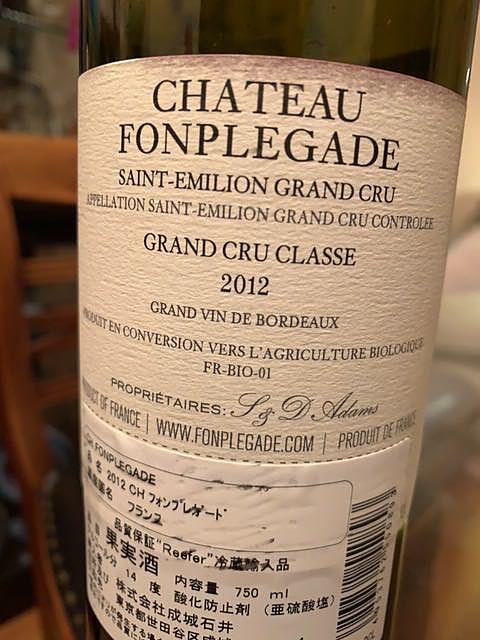 CHATEAU
FONPLEGADE
SAINT-EMILION GRAND CRU
APPELLATION SAINT-EMILION GRAND CRU CONTROLEE
GRAND CRU CLASSE
2012
GRAND VIN DE BORDEAUX
PRODUIT EN CONVERSION VERS L'AGRICULTURE BIOLOGIQUE
FR-BIO-01
PROPRIÉTAIRES: S & D Adams
PRODUCT OF FRANCE | WWW.FONPLEGADE.COM | PRODUIT DE FRANCE
CH FONPLEGADE
名 2012 CH フォンプレガード
フランス
品質保証"Reefer"冷蔵輸入品
果実酒 内容量 750 ml
14 度 酸化防止剤 (亜硫酸塩)
株式会社成城石井
東京都世田谷区成城